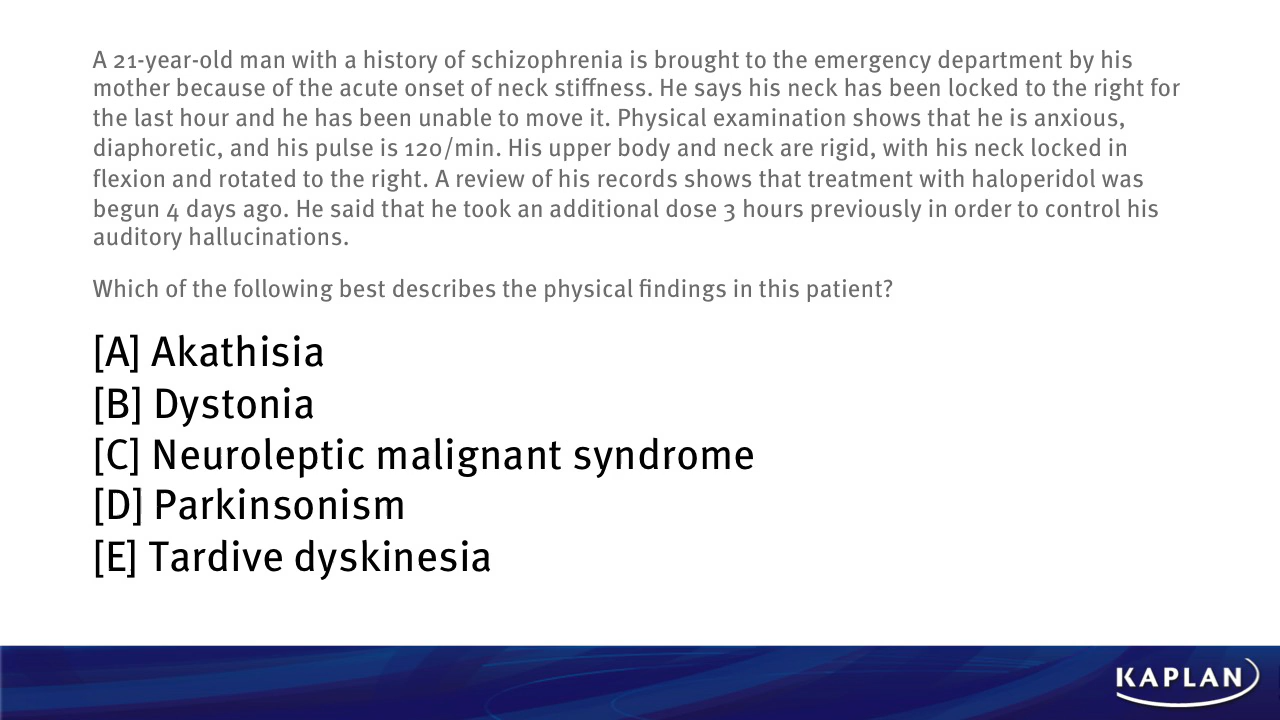 A 21-year-old man with a history of schizophrenia is brought to the emergency department by his
mother because of the acute onset of neck stiffness. He says his neck has been locked to the right for
the last hour and he has been unable to move it. Physical examination shows that he is anxious,
diaphoretic, and his pulse is 120/min. His upper body and neck are rigid, with his neck locked in
flexion and rotated to the right. A review of his records shows that treatment with haloperidol was
begun 4 days ago. He said that he took an additional dose 3 hours previously in order to control his
auditory hallucinations.
Which of the following best describes the physical findings in this patient?
[A] Akathisia
[B] Dystonia
[C] Neuroleptic malignant syndrome
[D] Parkinsonism
[E] Tardive dyskinesia
KAPLAN